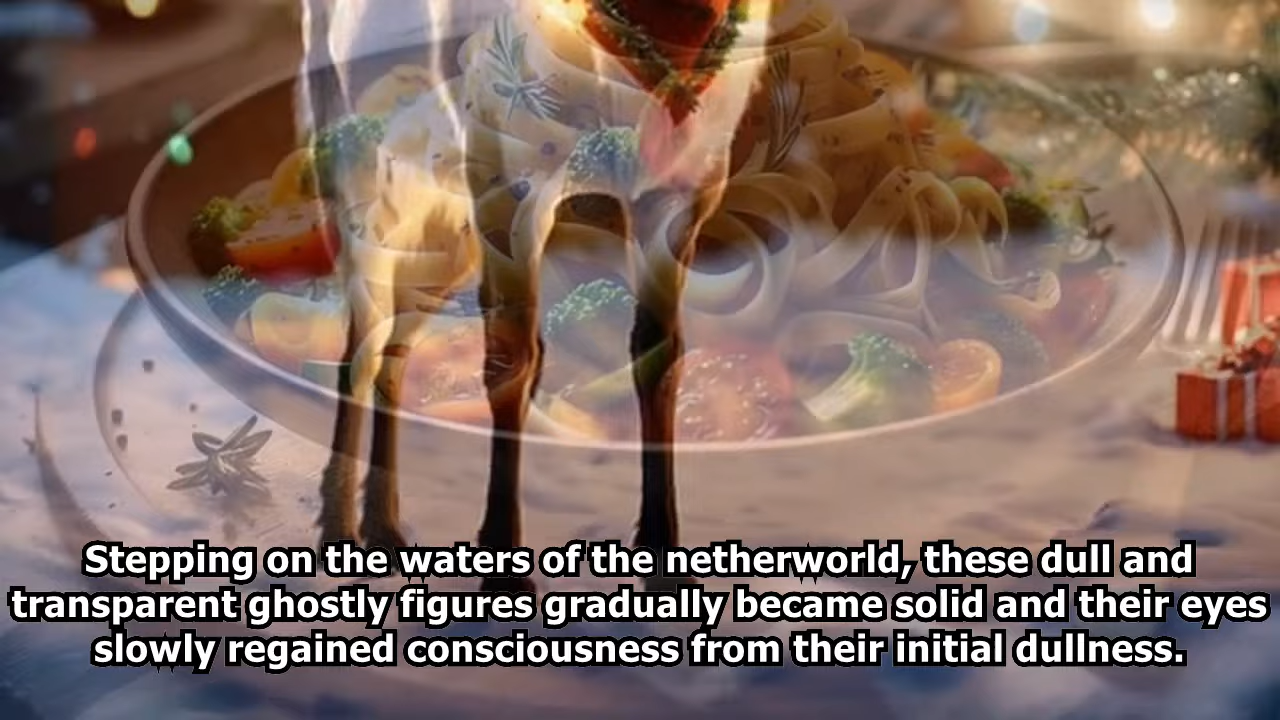 Stepping on the waters of the netherworld, these dull and
transparent ghostly figures gradually became solid and their eyes
slowly regained consciousness from their initial dullness.